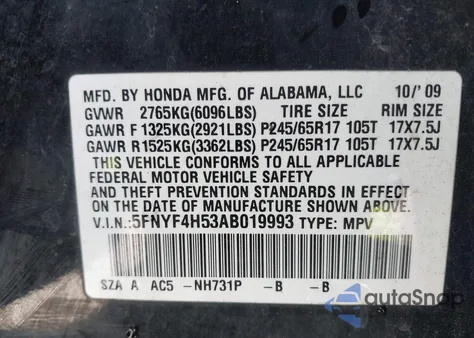 MFD. BY HONDA MFG. OF ALABAMA, LLC 10/' 09
GVWR 2765KG(6096LBS) TIRE SIZE RIM SIZE
GAWR F 1325KG(2921LBS) P245/65R17 105T 17X7.5J
GAWR R1525KG(3362LBS) P245/65R17 105T 17X7.5J
THIS VEHICLE CONFORMS TO ALL APPLICABLE
FEDERAL MOTOR VEHICLE SAFETY
AND THEFT PREVENTION STANDARDS IN EFFECT
ON THE DATE OF MANUFACTURE SHOWN ABOVE.
V.I.N.:5FNYF4H53AB019993 TYPE: MPV
SZA A AC5 -NH731P -B -B
autoSnap